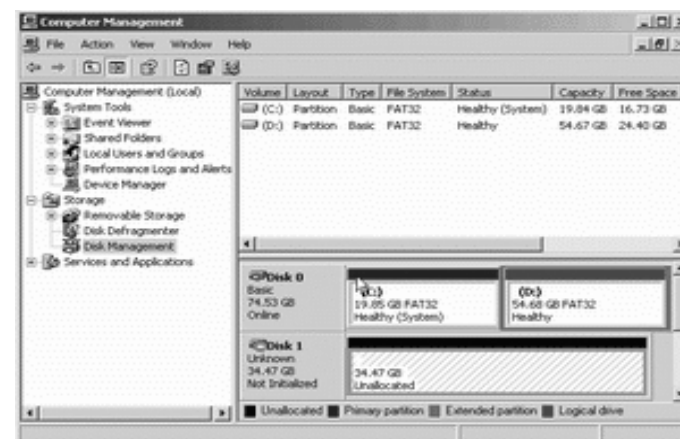 Computer Management
File Action View Window Help
Computer Management (Local)
System Tools
Event Viewer
Shared Folders
Local Users and Groups
Performance Logs and Alerts
Device Manager
Storage
Removable Storage
Disk Defragmenter
Disk Management
Services and Applications
Volume Layout Type File System Status Capacity Free Space
(C:) Partition Basic FAT32 Healthy (System) 19.84 GB 16.73 GB
(D:) Partition Basic FAT32 Healthy 54.67 GB 24.40 GB
Disk 0
Basic
74.53 GB
Online
(C:)
19.85 GB FAT32
Healthy (System)
(D:)
54.68 GB FAT32
Healthy
Disk 1
Unknown
34.47 GB
Not Initialized
34.47 GB
Unallocated
Unallocated Primary partition Extended partition Logical drive